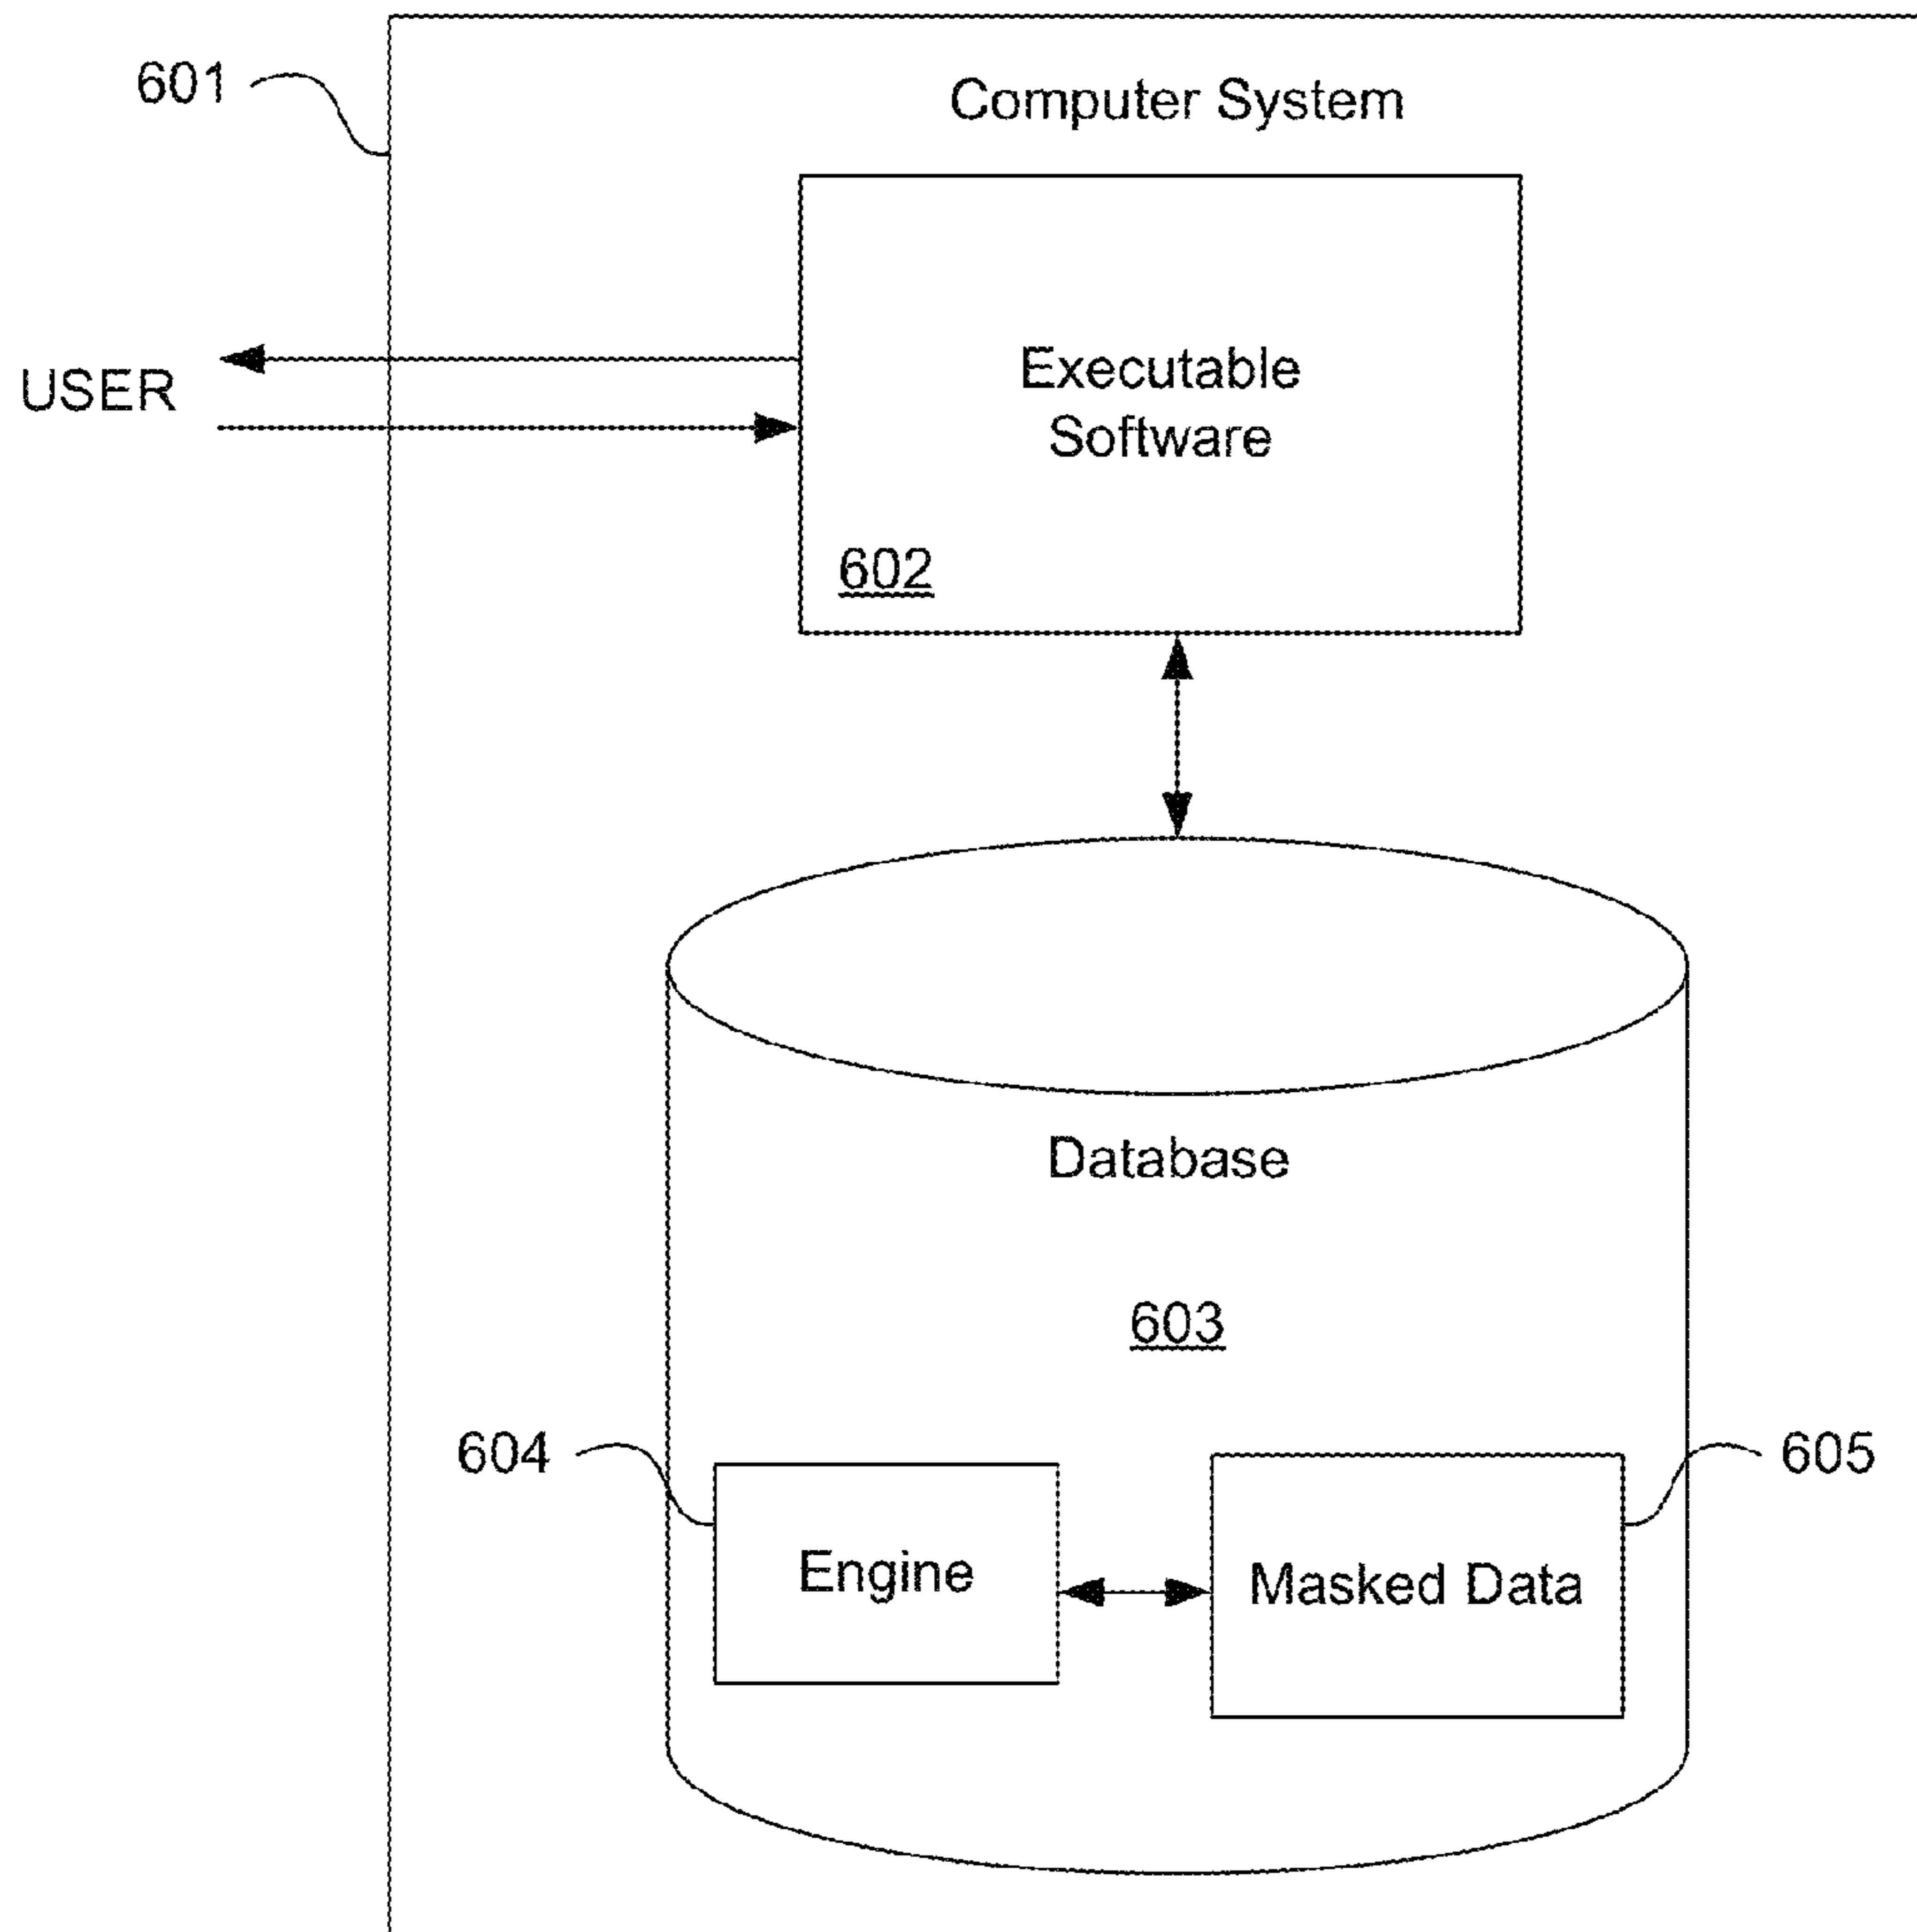 601
Computer System
USER
Executable
Software
602
Database
603
604
605
Engine
Masked Data